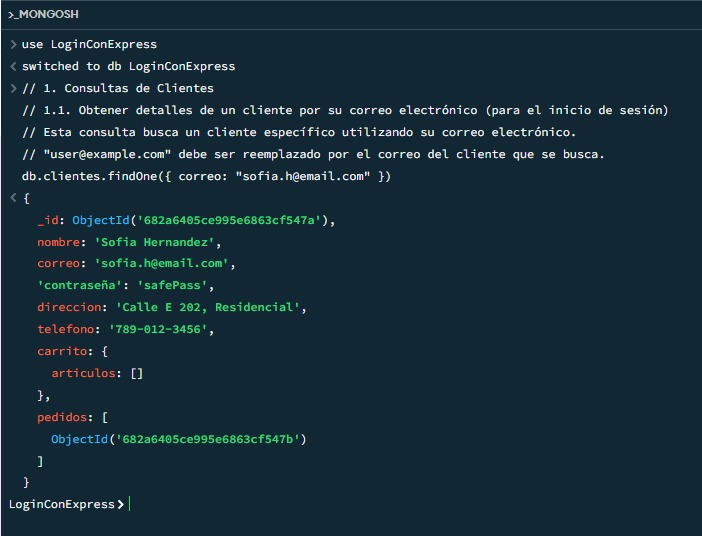 >_MONGOSH
> use LoginConExpress
< switched to db LoginConExpress
> // 1. Consultas de Clientes
// 1.1. Obtener detalles de un cliente por su correo electrónico (para el inicio de sesión)
// Esta consulta busca un cliente específico utilizando su correo electrónico.
// "user@example.com" debe ser reemplazado por el correo del cliente que se busca.
db.clientes.findOne({ correo: "sofia.h@email.com" })
< {
_id: ObjectId('682a6405ce995e6863cf547a'),
nombre: 'Sofia Hernandez',
correo: 'sofia.h@email.com',
'contraseña': 'safePass',
direccion: 'Calle E 202, Residencial',
telefono: '789-012-3456',
carrito: {
articulos: []
},
pedidos: [
ObjectId('682a6405ce995e6863cf547b')
]
}
LoginConExpress>